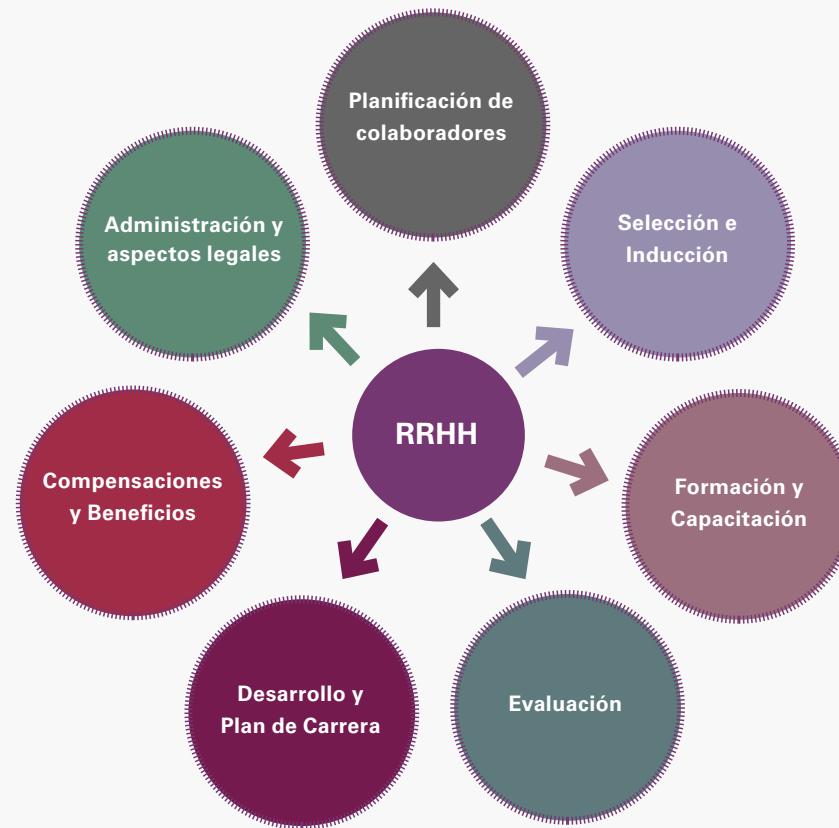 Planificación de
colaboradores
Selección e
Inducción
Formación y
Capacitación
Evaluación
Desarrollo y
Plan de Carrera
Compensaciones
y Beneficios
Administración y
aspectos legales
RRHH